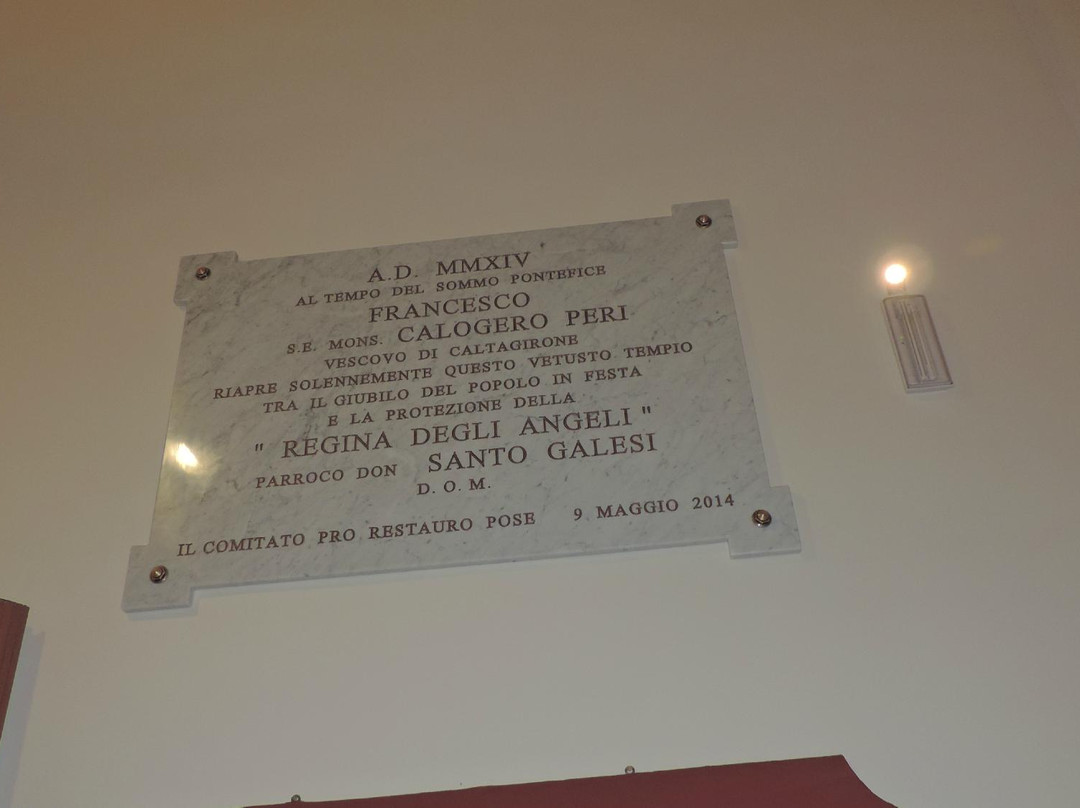 A.D. MMXIV
AL TEMPO DEL SOMMO PONTEFICE
FRANCESCO
S.E. MONS. CALOGERO PERI
VESCOVO DI CALTAGIRONE
RIAPRE SOLENNEMENTE QUESTO VETUSTO TEMPIO
TRA IL GIUBILO DEL POPOLO IN FESTA
E LA PROTEZIONE DELLA
" REGINA DEGLI ANGELI "
PARROCO DON SANTO GALESI
D. O. M.
IL COMITATO PRO RESTAURO POSE 9 MAGGIO 2014